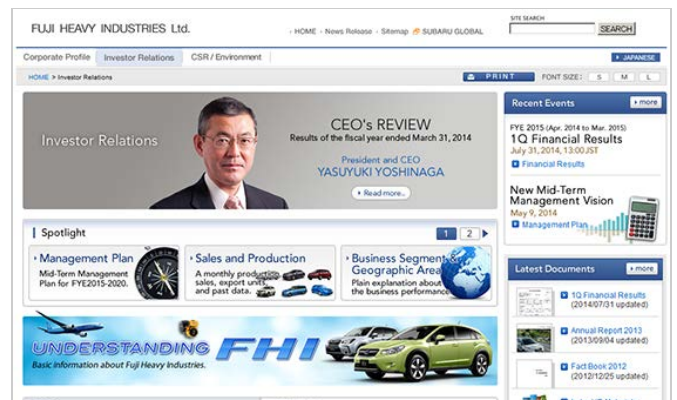 FUJI HEAVY INDUSTRIES Ltd.
HOME News Release Sitemap SUBARU GLOBAL
SITE SEARCH
SEARCH
Corporate Profile Investor Relations CSR / Environment
JAPANESE
HOME > Investor Relations
PRINT FONT SIZE: S M L
Investor Relations
CEO's REVIEW
Results of the fiscal year ended March 31, 2014
President and CEO
YASUYUKI YOSHINAGA
Read more..
Recent Events more
FYE 2015 (Apr. 2014 to Mar. 2015)
1Q Financial Results
July 31, 2014, 13:00 JST
Financial Results
New Mid-Term
Management Vision
May 9, 2014
Management Plan
Spotlight 1 2
Management Plan
Mid-Term Management
Plan for FYE2015-2020.
Sales and Production
A monthly production,
sales, export units,
and past data.
Business Segment &
Geographic Area
Plain explanation about
the business performance
UNDERSTANDING FHI
Basic information about Fuji Heavy Industries.
Latest Documents more
1Q Financial Results
(2014/07/31 updated)
Annual Report 2013
(2013/09/04 updated)
Fact Book 2012
(2012/12/25 updated)